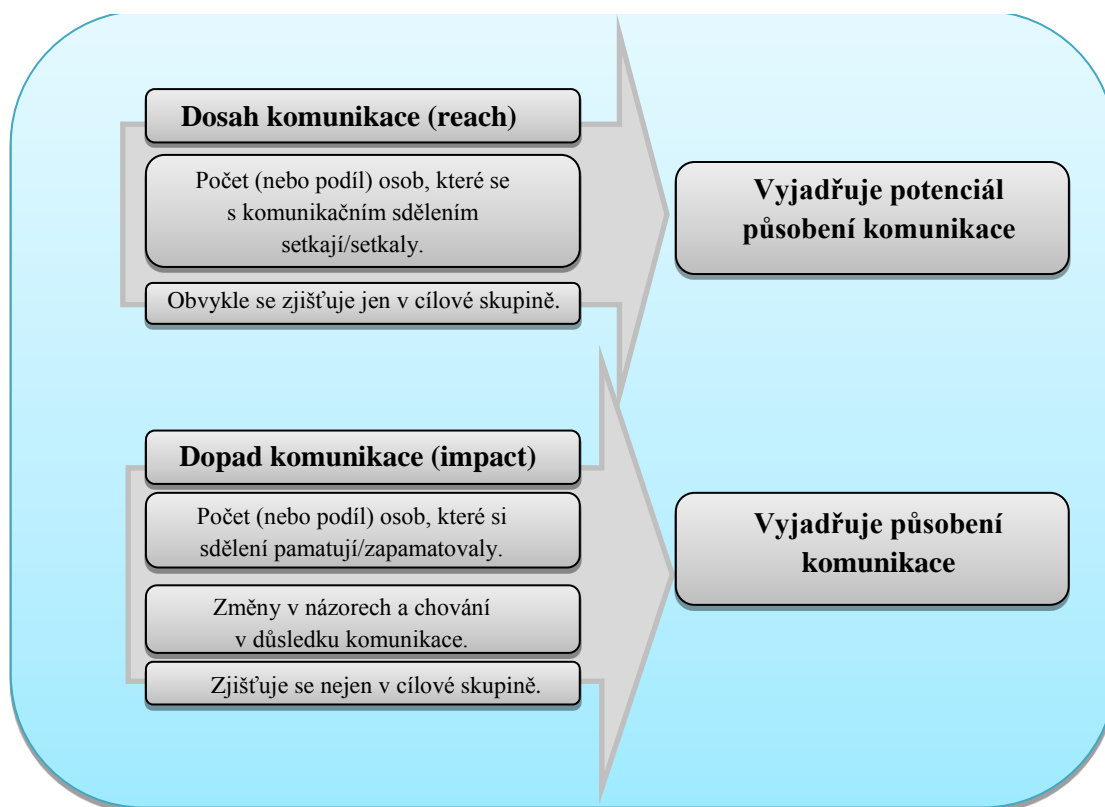 Dosah komunikace (reach)
Počet (nebo podíl) osob, které se
s komunikačním sdělením
setkají/setkaly.
Obvykle se zjišťuje jen v cílové skupině.
Vyjadřuje potenciál
působení komunikace
Dopad komunikace (impact)
Počet (nebo podíl) osob, které si
sdělení pamatují/zapamatovaly.
Změny v názorech a chování
v důsledku komunikace.
Zjišťuje se nejen v cílové skupině.
Vyjadřuje působení
komunikace